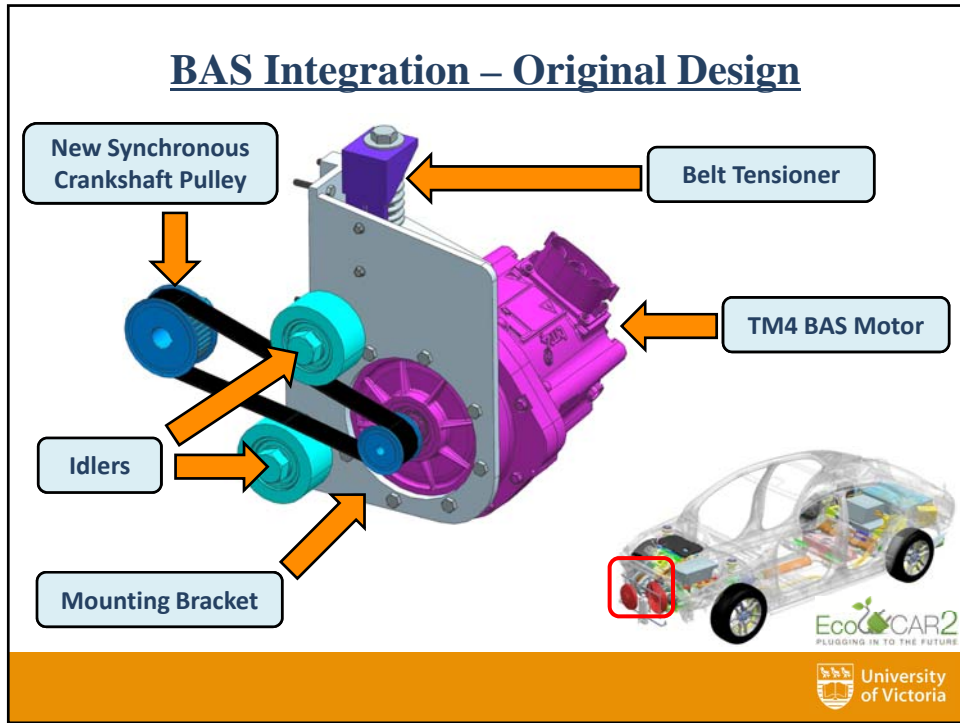 BAS Integration – Original Design
New Synchronous
Crankshaft Pulley
Belt Tensioner
TM4 BAS Motor
Idlers
Mounting Bracket
EcoCAR2
PLUGGING IN TO THE FUTURE
University
of Victoria